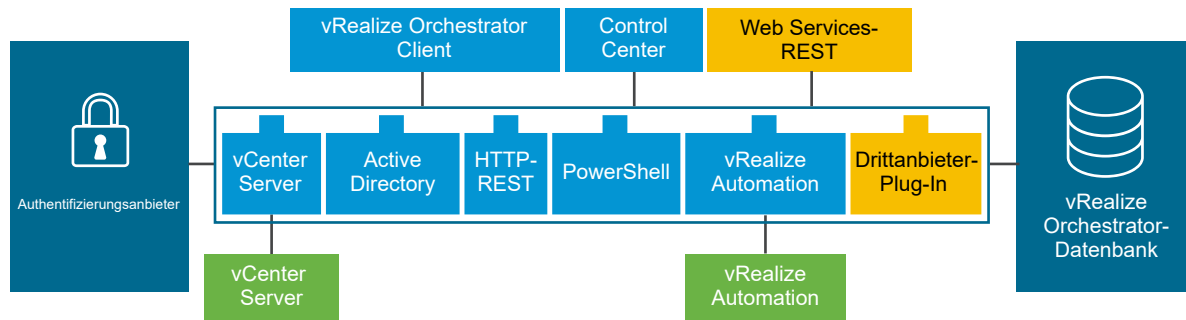 vRealize Orchestrator
Client
Control
Center
Web Services-
REST
Authentifizierungsanbieter
vCenter
Server
Active
Directory
HTTP-
REST
PowerShell
vRealize
Automation
Drittanbieter-
Plug-In
vRealize
Orchestrator-
Datenbank
vCenter
Server
vRealize
Automation